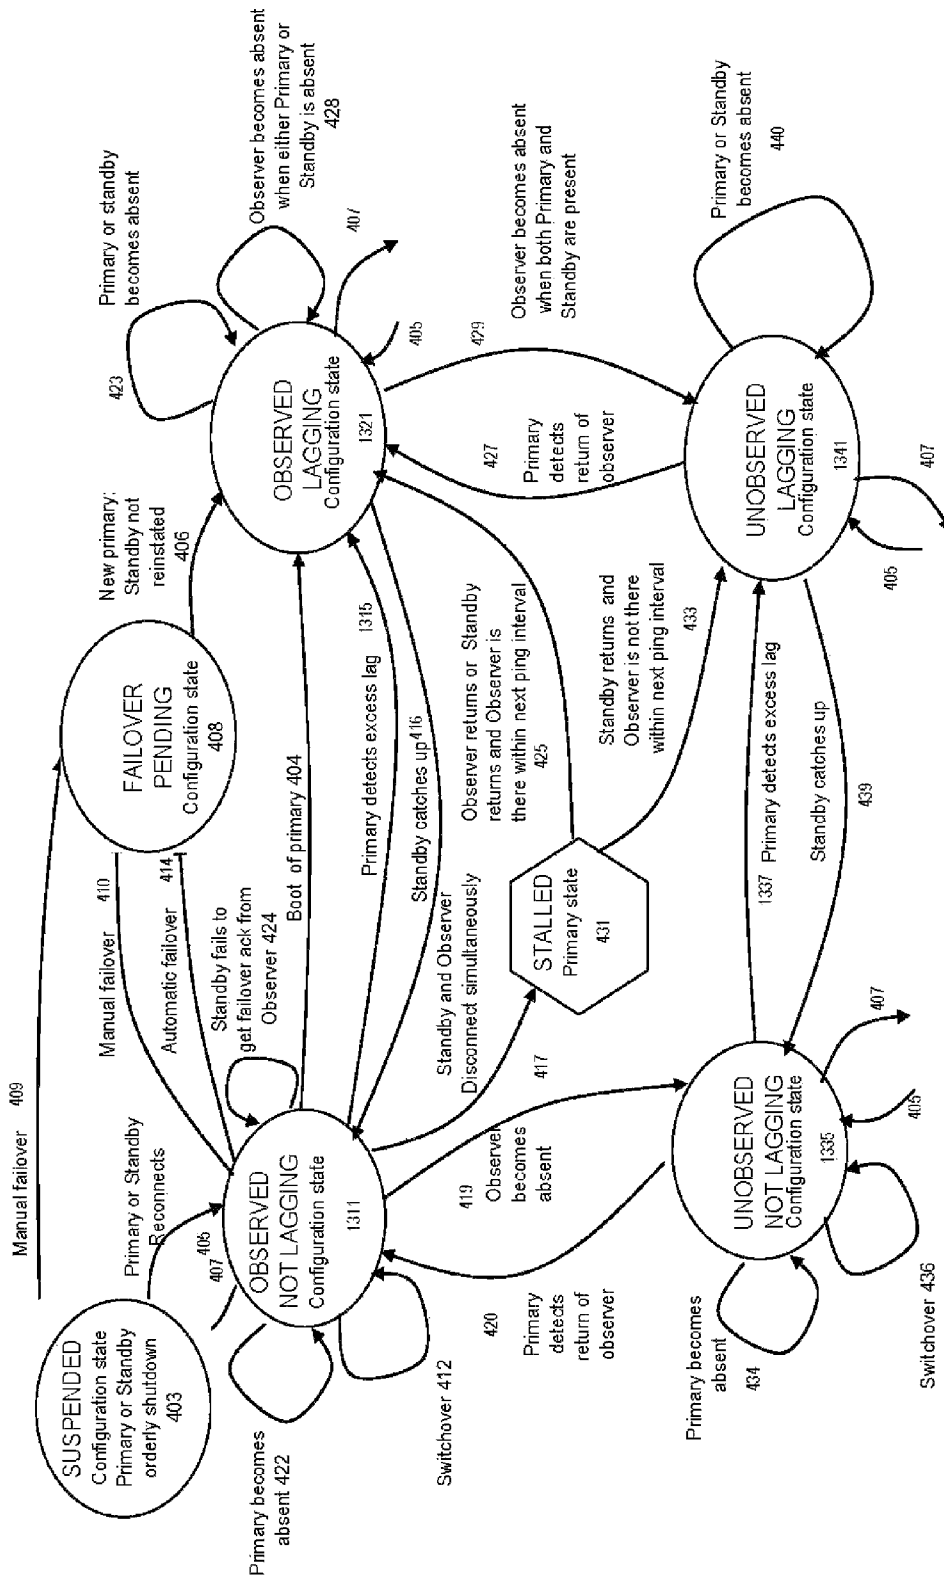 Manual failover 409
SUSPENDED
Configuration state
Primary or Standby
orderly shutdown
403
Primary or Standby
Reconnects
405
407
Manual failover
410
Automatic failover
414
FAILOVER
PENDING
Configuration state
408
New primary:
Standby not
reinstated
406
Primary or standby
becomes absent
423
Observer becomes absent
when either Primary or
Standby is absent
428
407
405
OBSERVED
LAGGING
Configuration state
1321
Standby fails to
get failover ack from
Observer 424
Boot of primary 404
Primary detects excess lag
1315
Standby catches up 416
OBSERVED
NOT LAGGING
Configuration state
1311
Primary becomes
absent 422
Switchover 412
Standby and Observer
Disconnect simultaneously
417
STALLED
Primary state
431
Observer returns or Standby
returns and Observer is
there within next ping interval
425
Standby returns and
Observer is not there
within next ping interval
433
427
Primary
detects
return of
observer
429
Observer becomes absent
when both Primary and
Standby are present
419
Observer
becomes
absent
420
Primary
detects
return of
observer
UNOBSERVED
NOT LAGGING
Configuration state
1335
Primary becomes
absent
434
Switchover 436
405
407
1337 Primary detects excess lag
Standby catches up
439
UNOBSERVED
LAGGING
Configuration state
1341
405
407
Primary or Standby
becomes absent
440